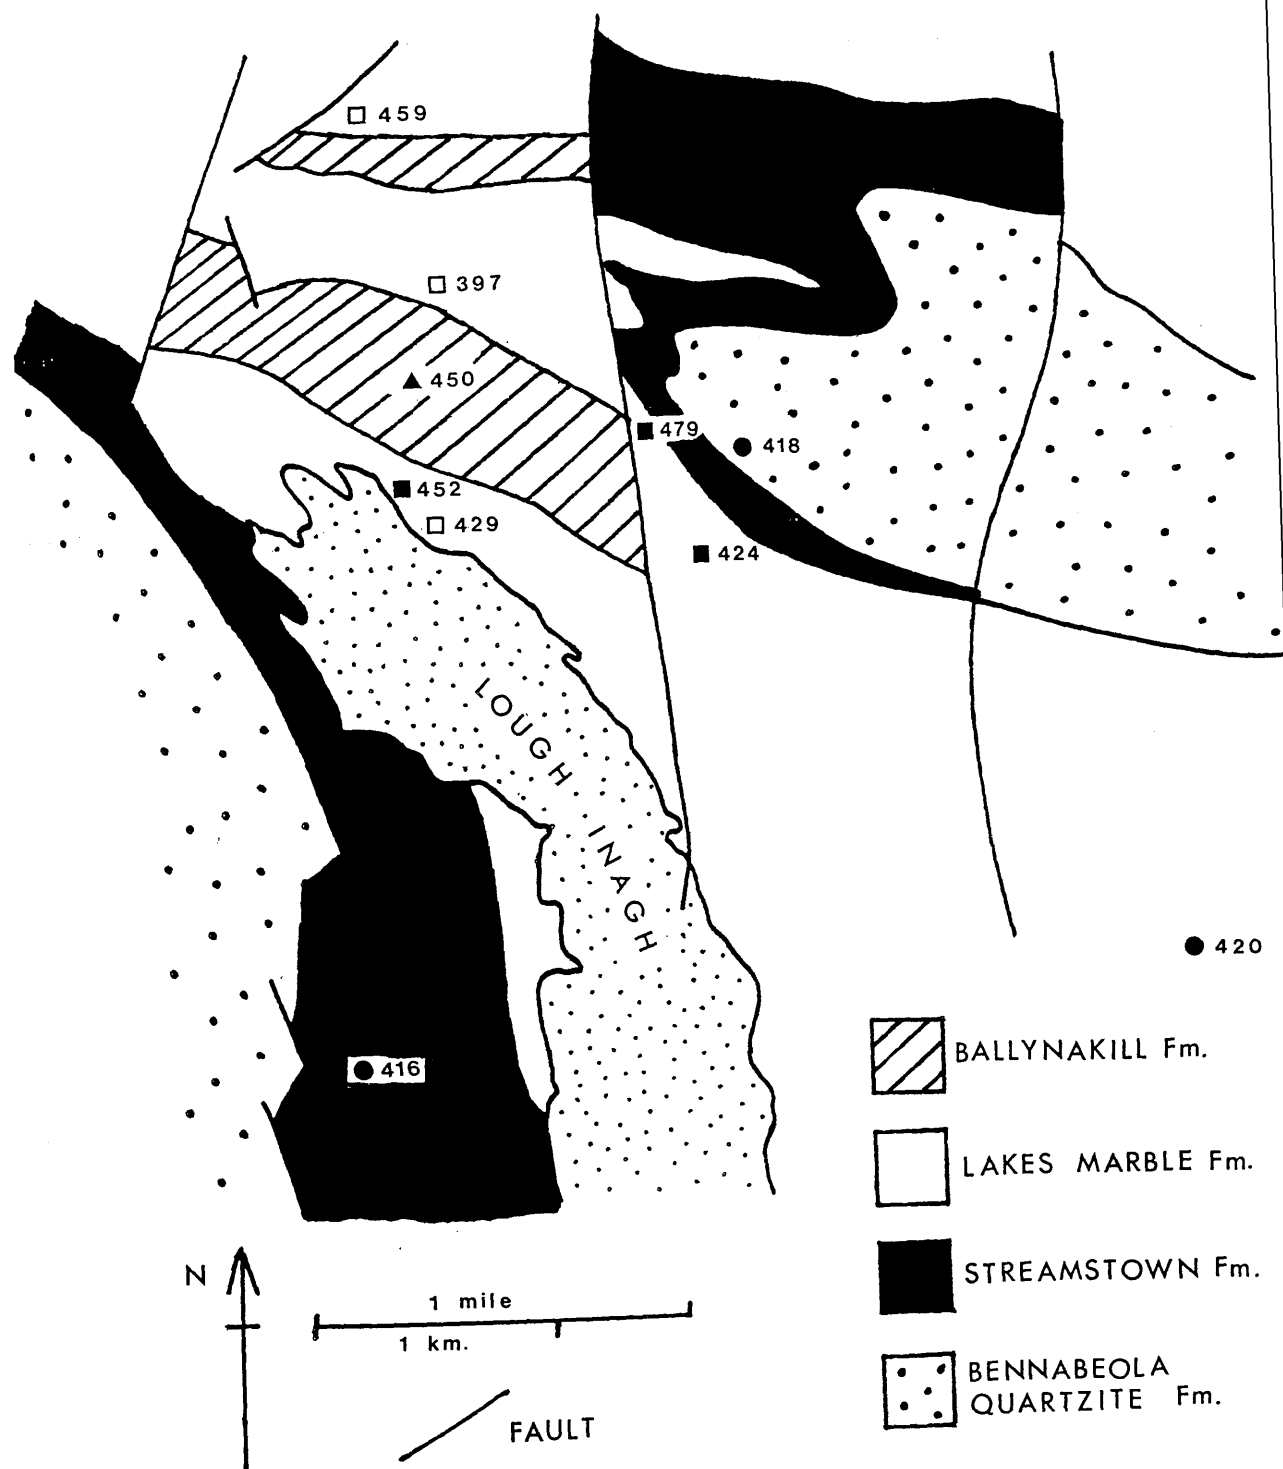 459
397
450
479
418
452
429
424
LOUGH INAGH
420
416
BALLYNAKILL Fm.
LAKES MARBLE Fm.
STREAMSTOWN Fm.
BENNABEOLA
QUARTZITE Fm.
N
1 mile
1 km.
FAULT